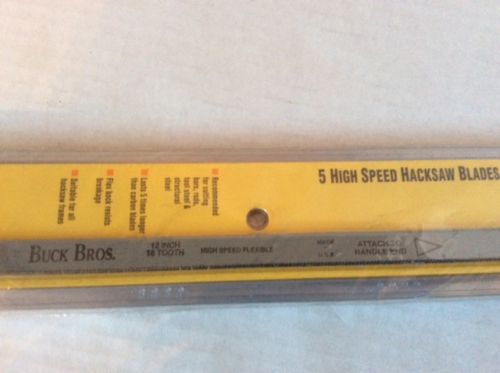 5 HIGH SPEED HACKSAW BLADES
Recommended
for cutting
bars, rods,
tool steel &
structural
steel
Lasts 5 times longer
than carbon blades
Flex back resists
breakage
Suitable for all
hacksaw frames
BUCK BROS.
12 INCH
18 TOOTH
HIGH SPEED FLEXIBLE
MADE
U.S.A.
ATTACH TO
HANDLE END